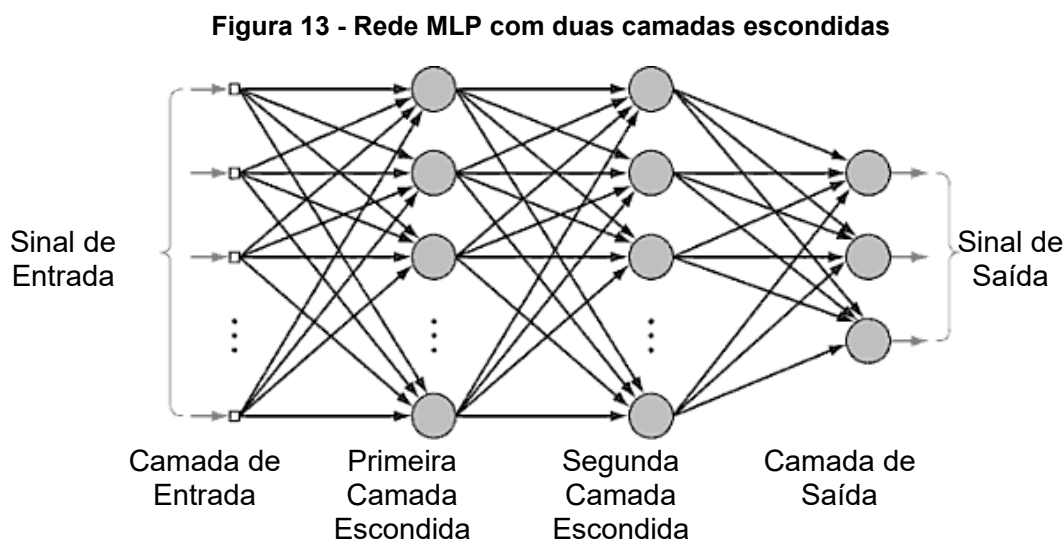 Figura 13 - Rede MLP com duas camadas escondidas
Sinal de
Entrada
Sinal de
Saída
Camada de
Entrada
Primeira
Camada
Escondida
Segunda
Camada
Escondida
Camada de
Saída